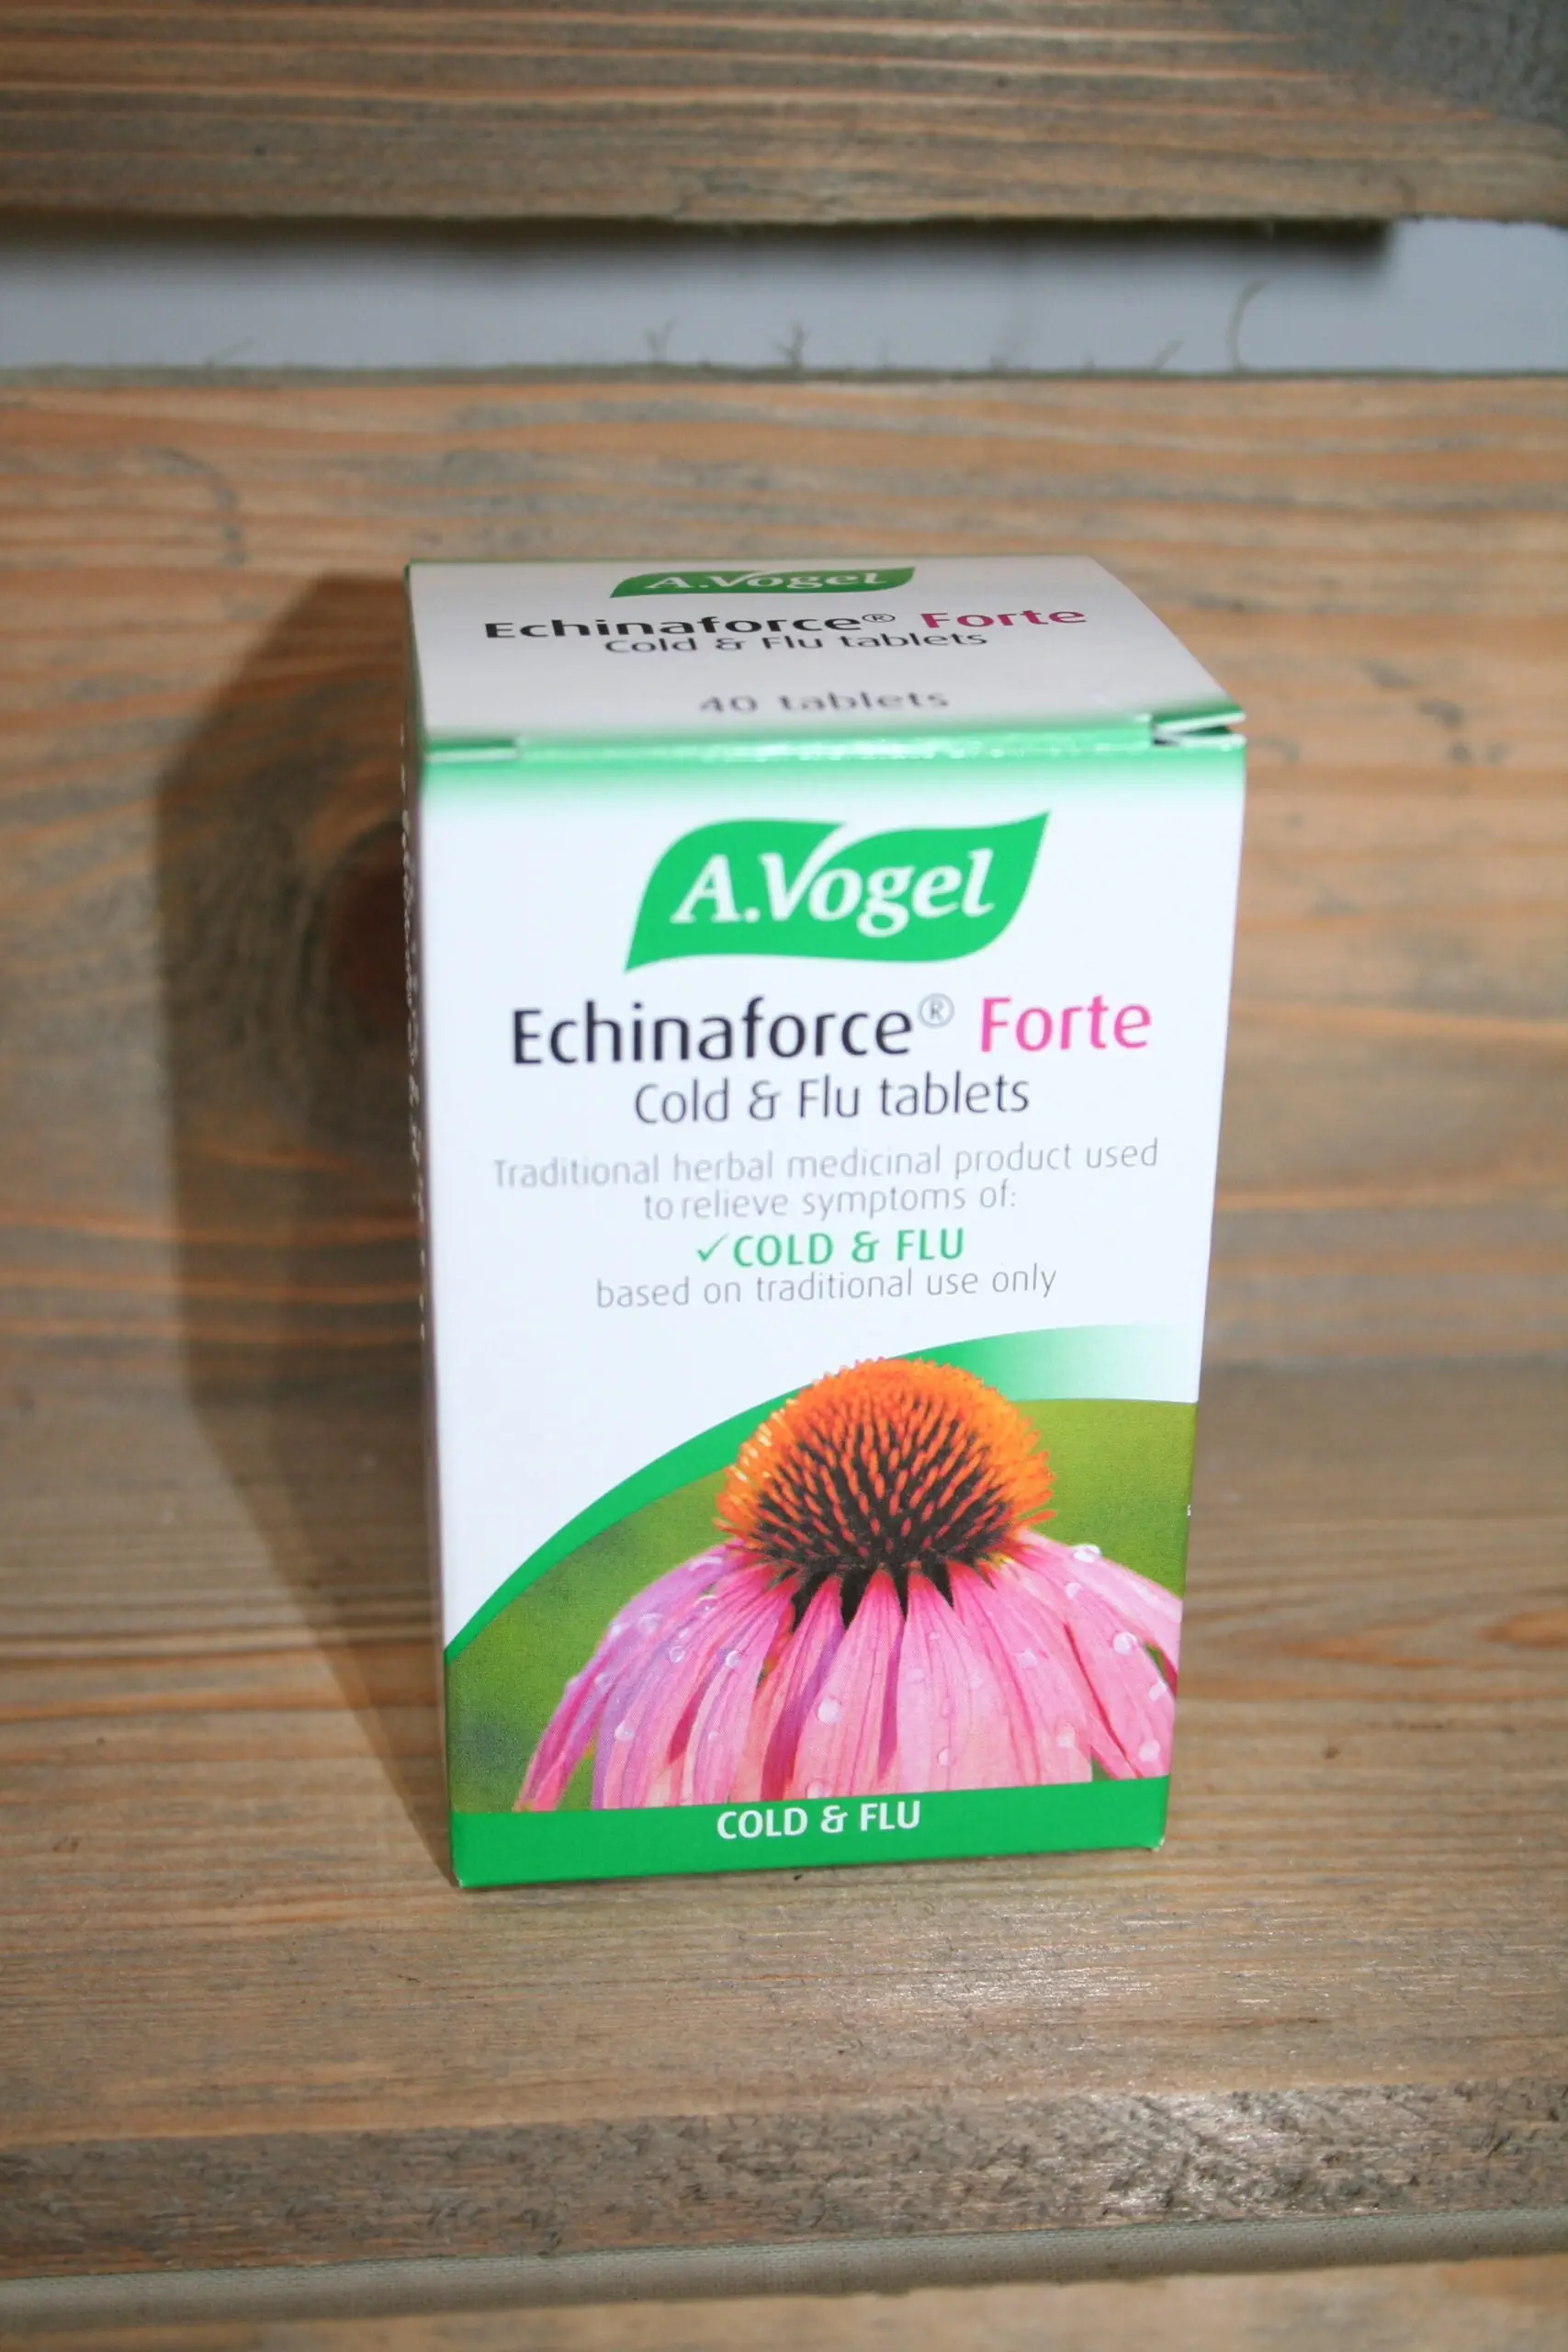 A.Vogel
Echinaforce® Forte
Cold & Flu tablets
40 tablets
A.Vogel
Echinaforce® Forte
Cold & Flu tablets
Traditional herbal medicinal product used
to relieve symptoms of:
✓COLD & FLU
based on traditional use only
COLD & FLU